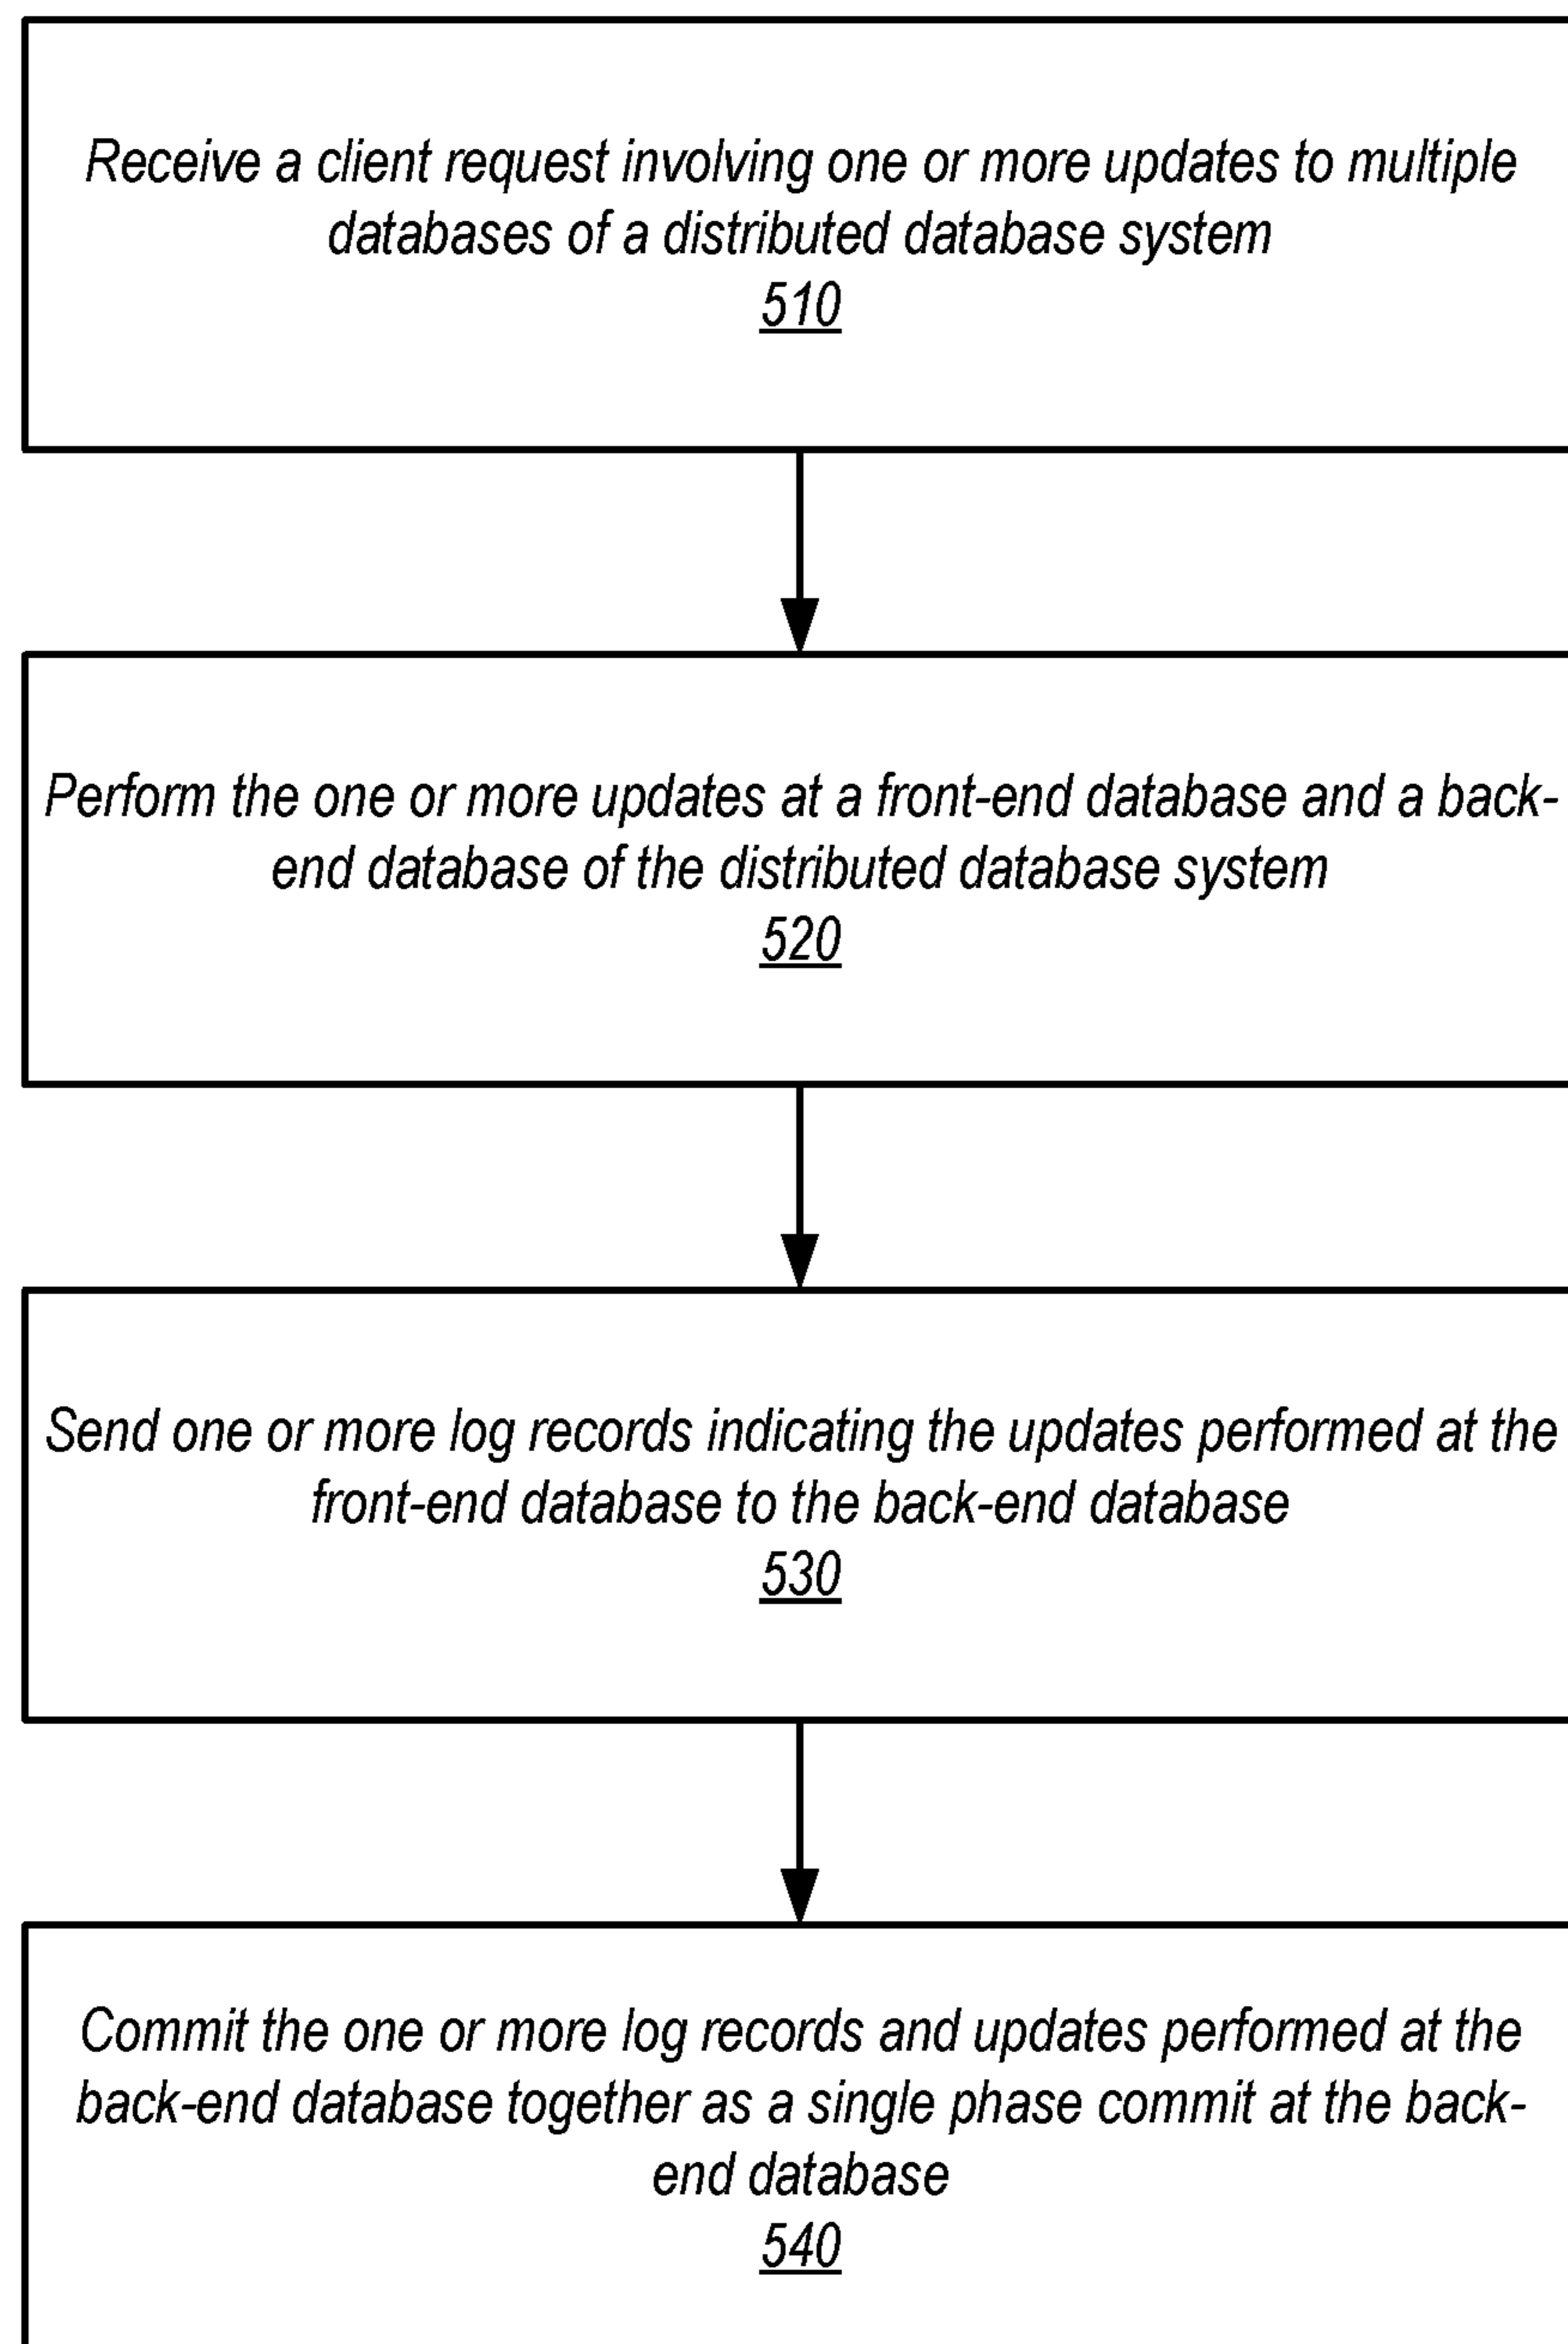 Receive a client request involving one or more updates to multiple
databases of a distributed database system
510
Perform the one or more updates at a front-end database and a back-
end database of the distributed database system
520
Send one or more log records indicating the updates performed at the
front-end database to the back-end database
530
Commit the one or more log records and updates performed at the
back-end database together as a single phase commit at the back-
end database
540